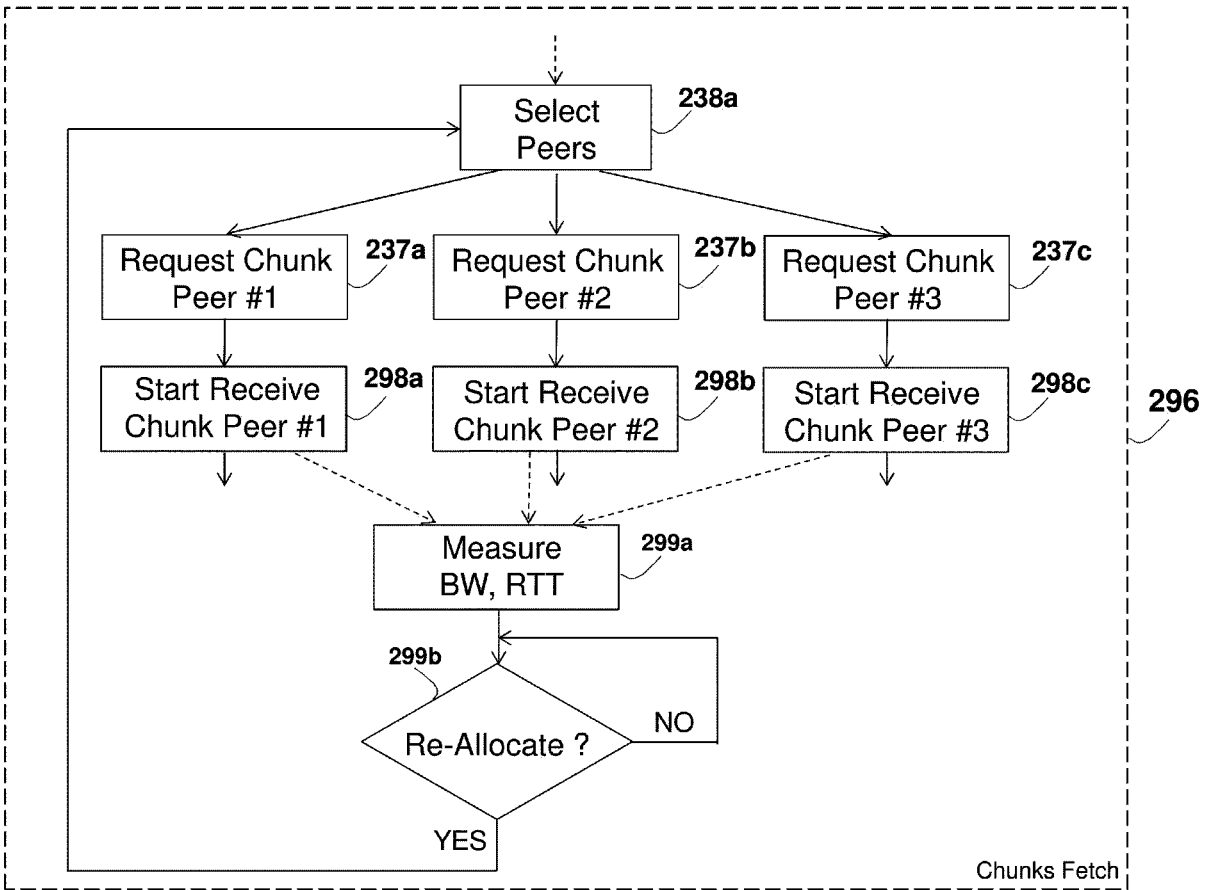 238a
Select
Peers
237a
237b
237c
Request Chunk
Peer #1
Request Chunk
Peer #2
Request Chunk
Peer #3
298a
298b
298c
Start Receive
Chunk Peer #1
Start Receive
Chunk Peer #2
Start Receive
Chunk Peer #3
296
299a
Measure
BW, RTT
299b
Re-Allocate ?
NO
YES
Chunks Fetch